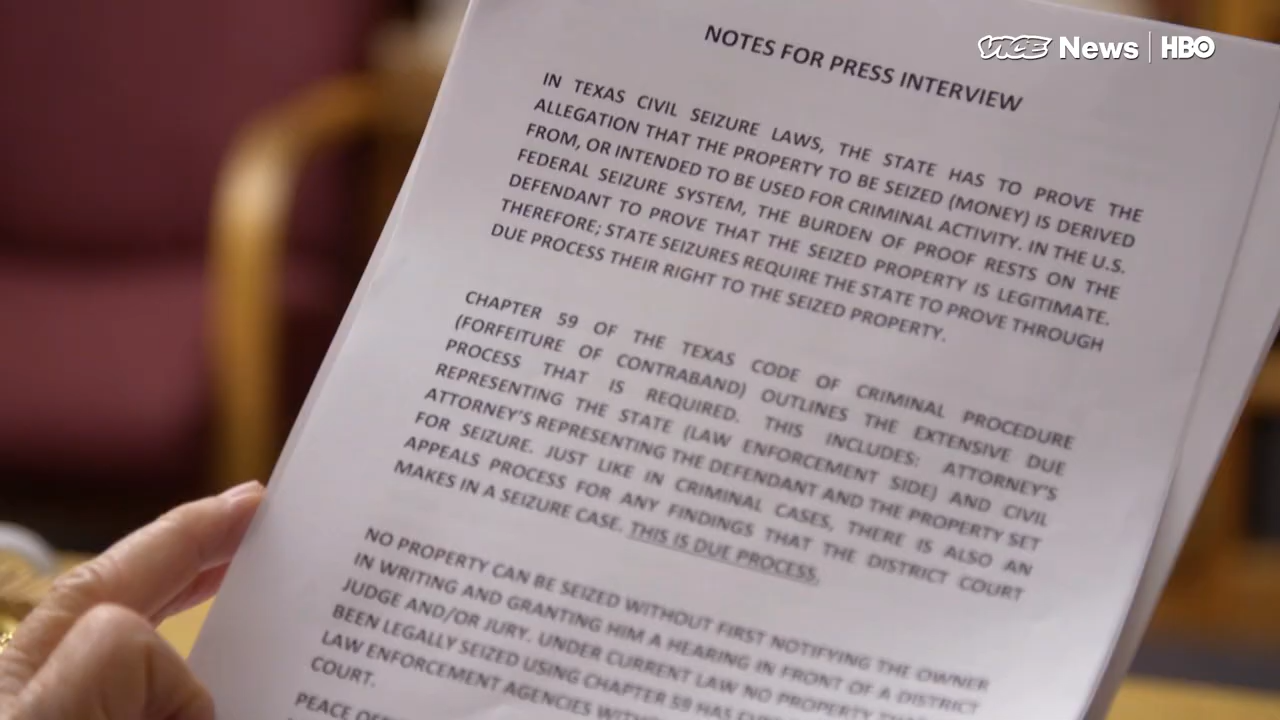 VICE News | HBO
NOTES FOR PRESS INTERVIEW
IN TEXAS CIVIL SEIZURE LAWS, THE STATE HAS TO PROVE THE
ALLEGATION THAT THE PROPERTY TO BE SEIZED (MONEY) IS DERIVED
FROM, OR INTENDED TO BE USED FOR CRIMINAL ACTIVITY. IN THE U.S.
FEDERAL SEIZURE SYSTEM, THE BURDEN OF PROOF RESTS ON THE
DEFENDANT TO PROVE THAT THE SEIZED PROPERTY IS LEGITIMATE.
THEREFORE; STATE SEIZURES REQUIRE THE STATE TO PROVE THROUGH
DUE PROCESS THEIR RIGHT TO THE SEIZED PROPERTY.
CHAPTER 59 OF THE TEXAS CODE OF CRIMINAL PROCEDURE
(FORFEITURE OF CONTRABAND) OUTLINES THE EXTENSIVE DUE
PROCESS THAT IS REQUIRED. THIS INCLUDES: ATTORNEY'S
REPRESENTING THE STATE (LAW ENFORCEMENT SIDE) AND CIVIL
ATTORNEY'S REPRESENTING THE DEFENDANT AND THE PROPERTY SET
FOR SEIZURE. JUST LIKE IN CRIMINAL CASES, THERE IS ALSO AN
APPEALS PROCESS FOR ANY FINDINGS THAT THE DISTRICT COURT
MAKES IN A SEIZURE CASE. THIS IS DUE PROCESS.
NO PROPERTY CAN BE SEIZED WITHOUT FIRST NOTIFYING THE OWNER
IN WRITING AND GRANTING HIM A HEARING IN FRONT OF A DISTRICT
JUDGE AND/OR JURY. UNDER CURRENT LAW NO PROPERTY
BEEN LEGALLY SEIZED USING CHAPTER 59 HAS
LAW ENFORCEMENT AGENCIES
COURT.
PEACE